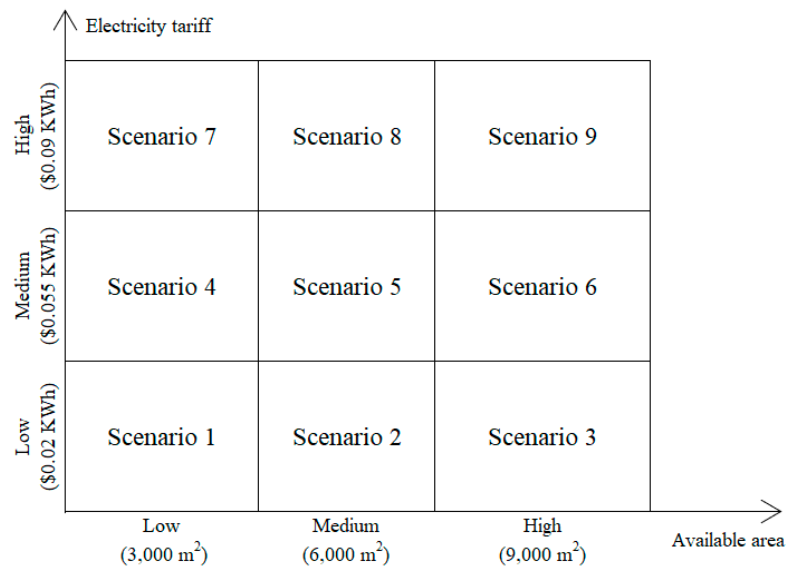 Electricity tariff
High
($0.09 KWh)
Scenario 7
Scenario 8
Scenario 9
Medium
($0.055 KWh)
Scenario 4
Scenario 5
Scenario 6
Low
($0.02 KWh)
Scenario 1
Scenario 2
Scenario 3
Low
(3,000 m²)
Medium
(6,000 m²)
High
(9,000 m²)
Available area